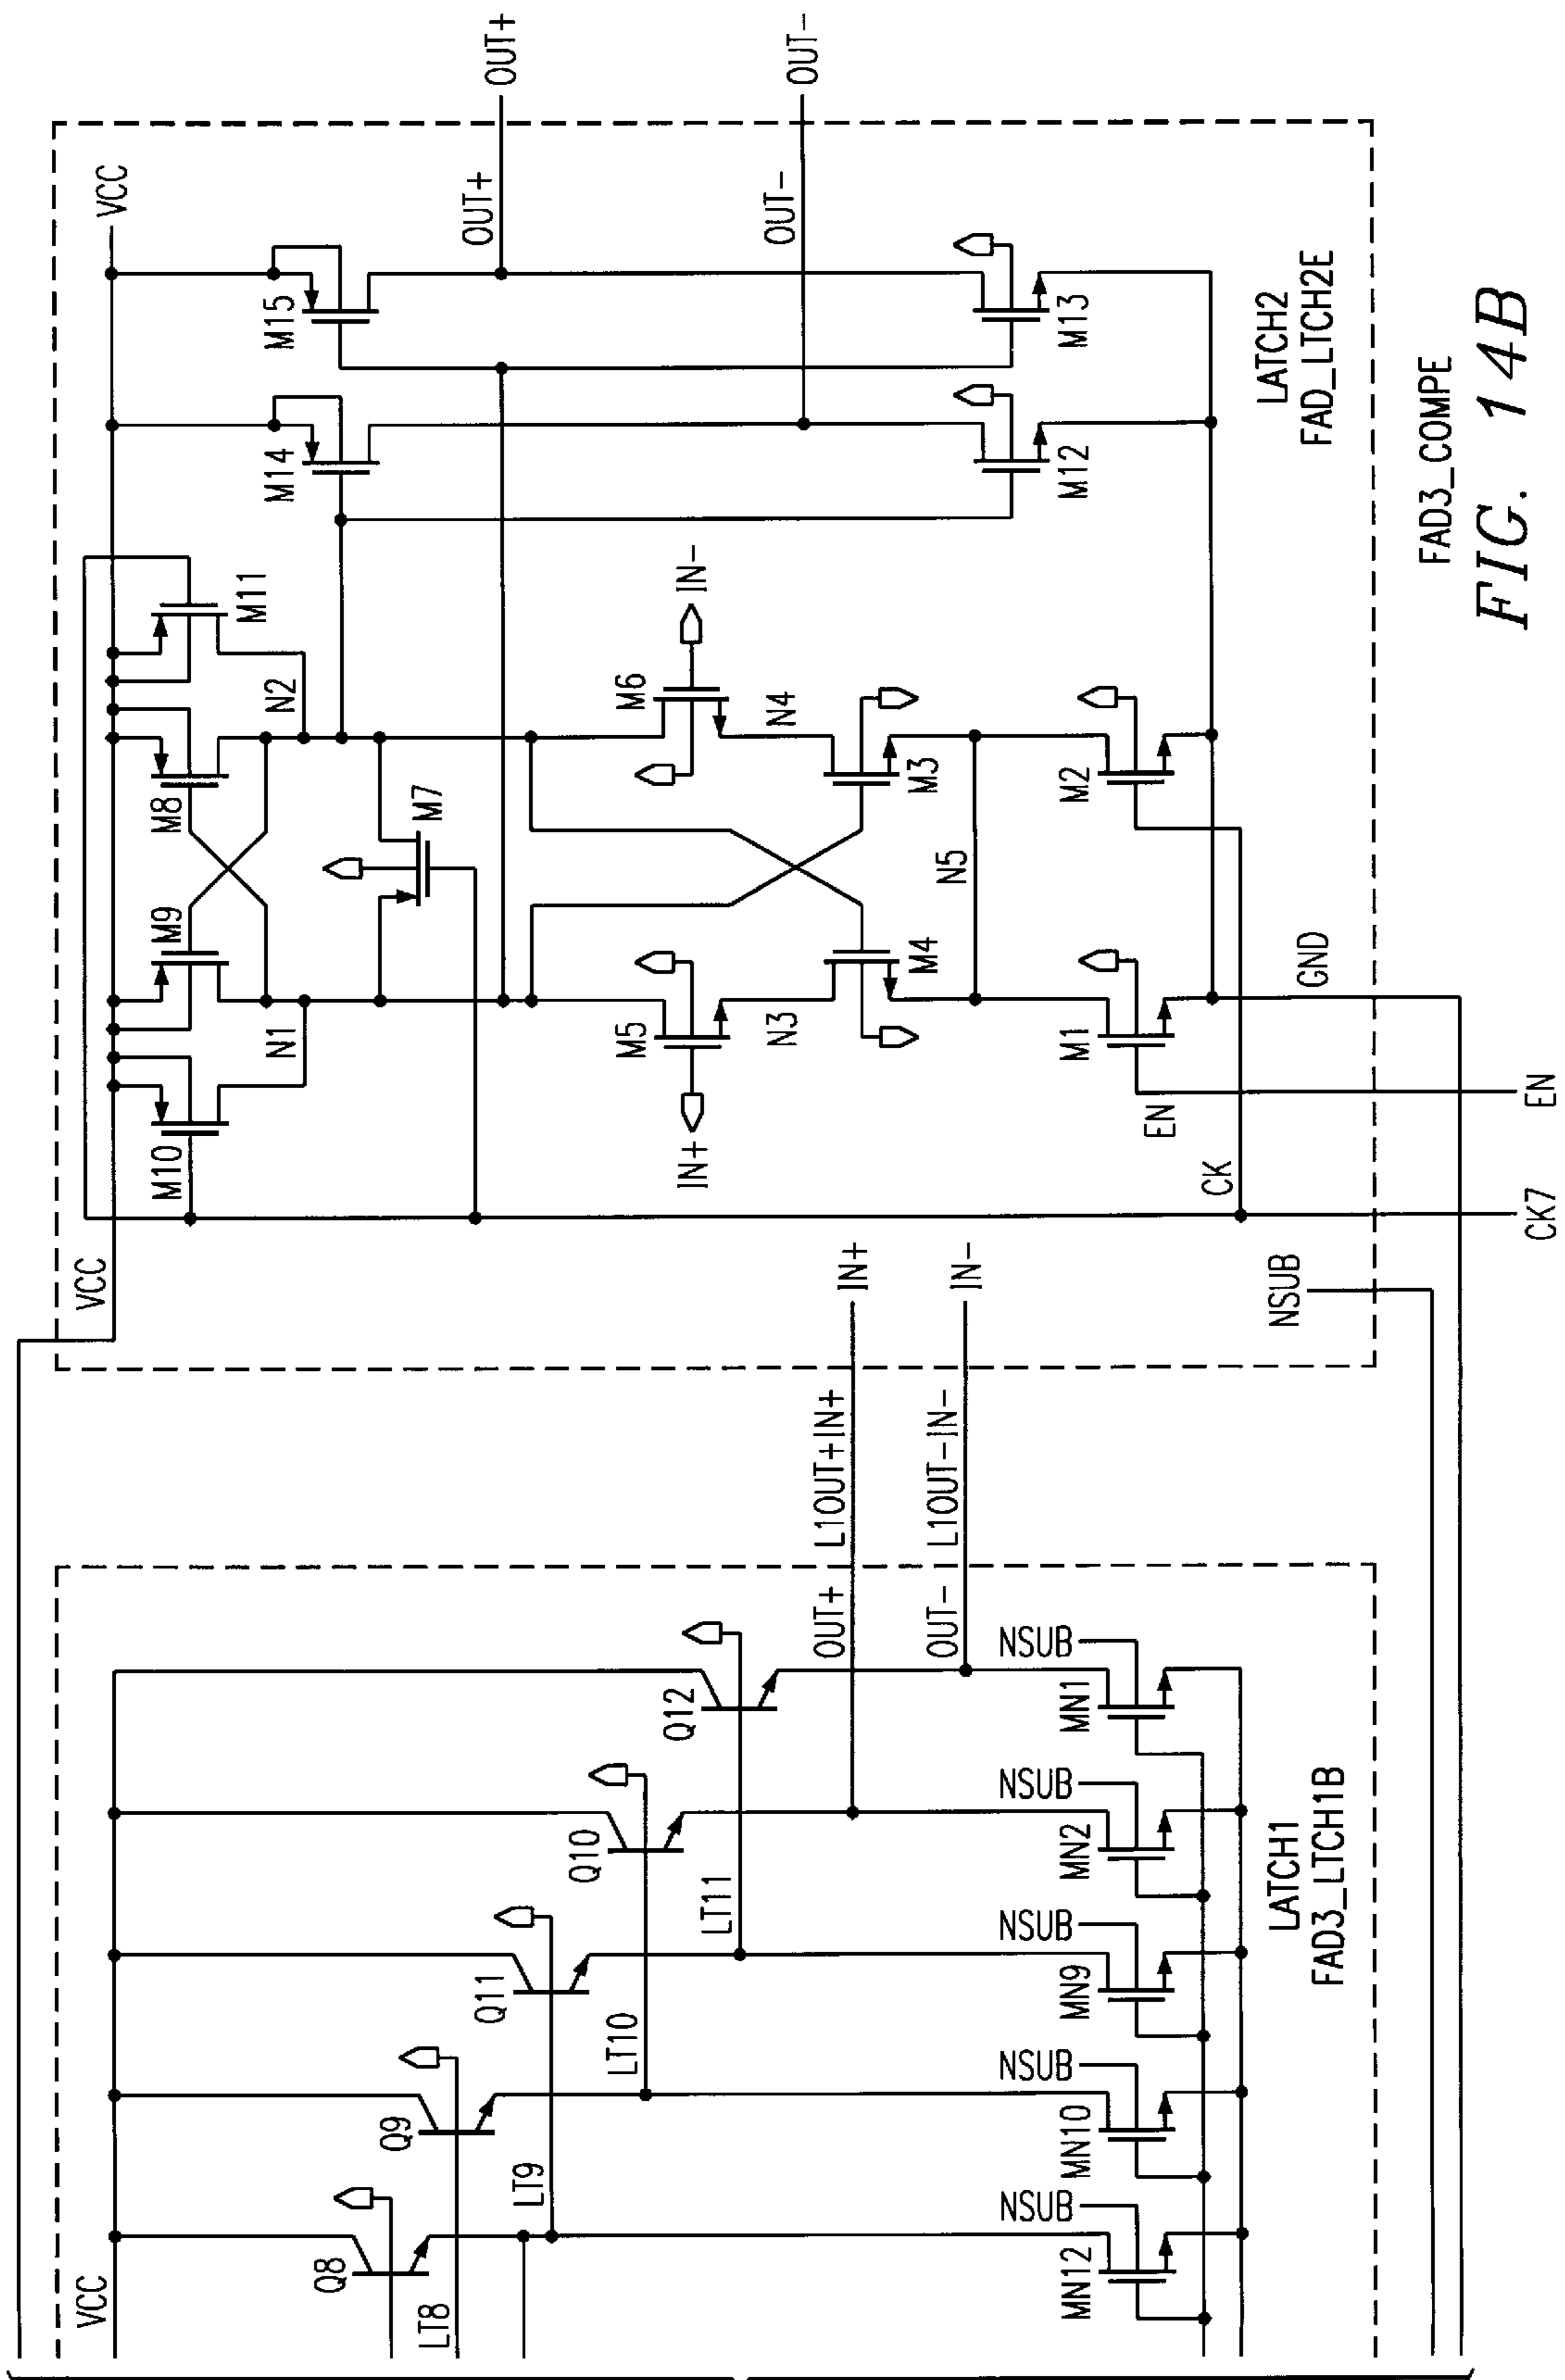 VCC
Q8
LT8
LT9
Q9
Q11
LT10
Q10
LT11
Q12
OUT+
OUT-
L1OUT+IN+
L1OUT-IN-
IN+
IN-
NSUB
NSUB
NSUB
NSUB
NSUB
MN12
MN10
MN9
MN2
MN1
LATCH1
FAD3_LTCH1B
VCC
VCC
M10
M9
M8
M11
N1
N2
M7
M14
M15
OUT+
OUT+
OUT-
OUT-
IN+
M5
M6
IN-
N3
N4
M4
M3
N5
M1
M2
M12
M13
EN
CK
GND
NSUB
CK7
EN
LATCH2
FAD_LTCH2E
FAD3_COMPE
FIG. 14B